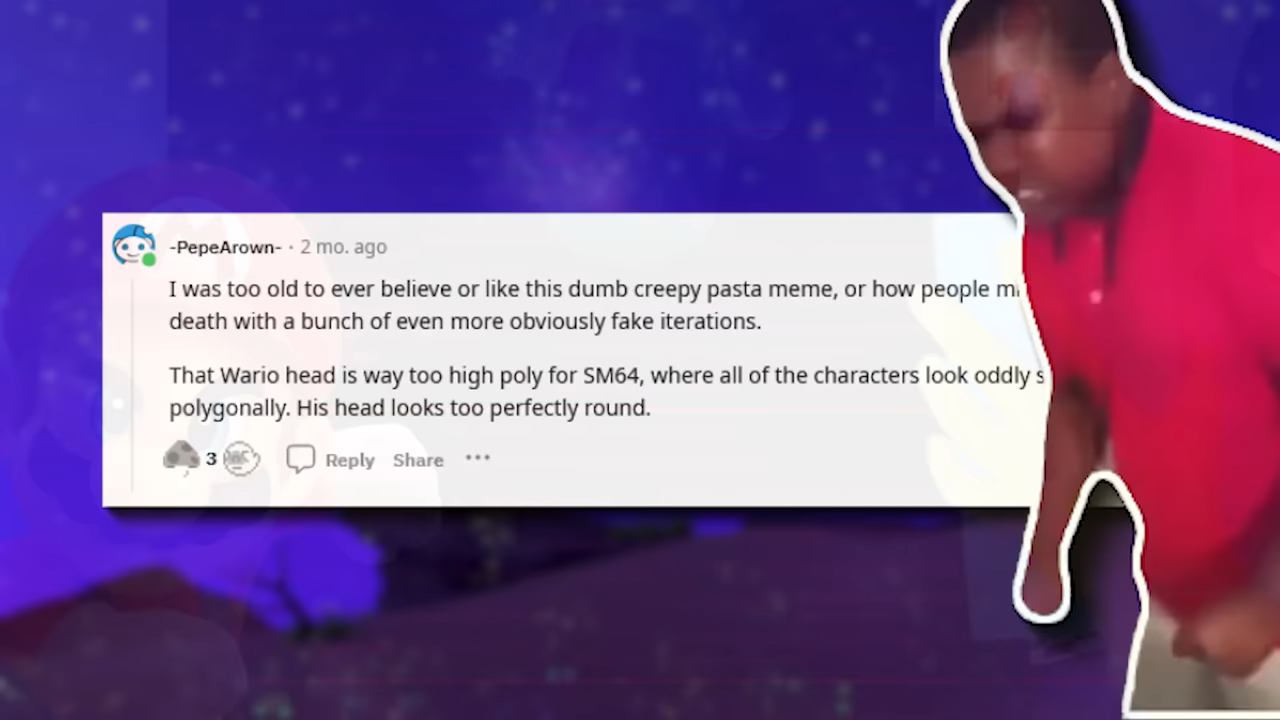 -PepeArown- · 2 mo. ago
I was too old to ever believe or like this dumb creepy pasta meme, or how people
death with a bunch of even more obviously fake iterations.
That Wario head is way too high poly for SM64, where all of the characters look oddly
polygonally. His head looks too perfectly round.
3 Reply Share